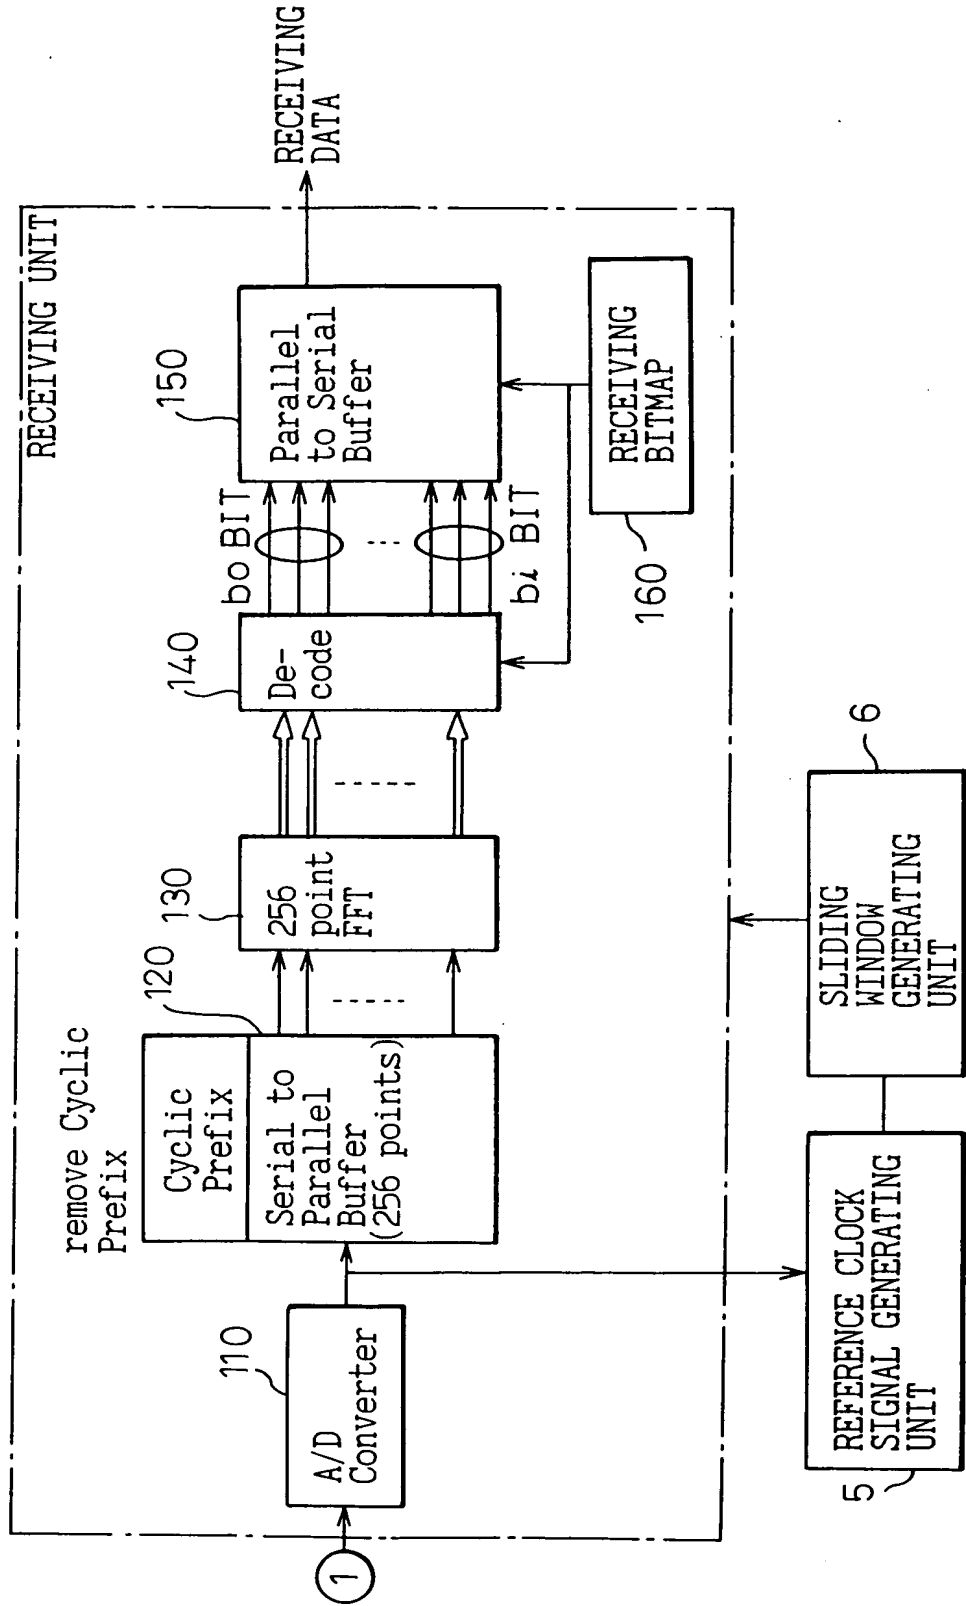 RECEIVING UNIT
remove Cyclic
Prefix
120
130
140
150
bo BIT
RECEIVING
DATA
110
Cyclic
Prefix
Serial to
Parallel
Buffer
(256 points)
256
point
FFT
De-
code
Parallel
to Serial
Buffer
1
A/D
Converter
bi BIT
160
RECEIVING
BITMAP
5
REFERENCE CLOCK
SIGNAL GENERATING
UNIT
6
SLIDING
WINDOW
GENERATING
UNIT